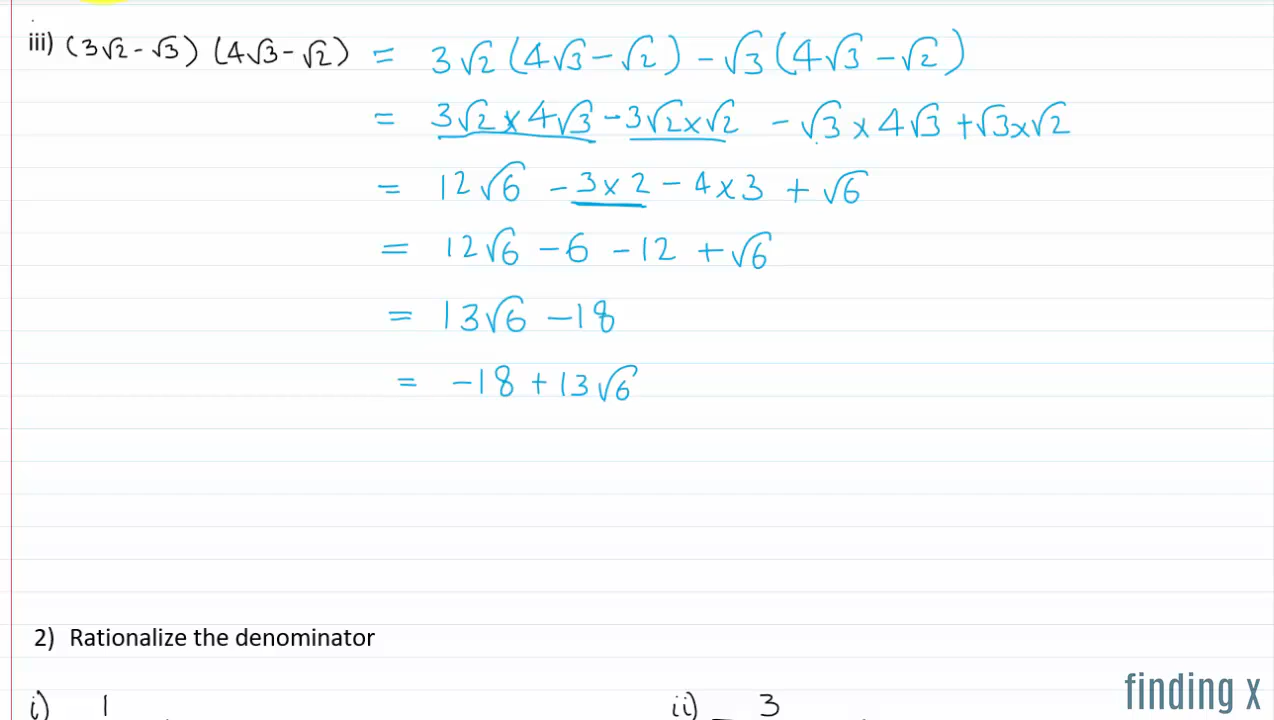 iii) (3√2 - √3) (4√3 - √2) = 3√2 (4√3 - √2) - √3 (4√3 - √2)
= 3√2 × 4√3 - 3√2 × √2 - √3 × 4√3 + √3 × √2
= 12√6 - 3 × 2 - 4 × 3 + √6
= 12√6 - 6 - 12 + √6
= 13√6 - 18
= -18 + 13√6
2) Rationalize the denominator
i) 1 ii) 3
finding x